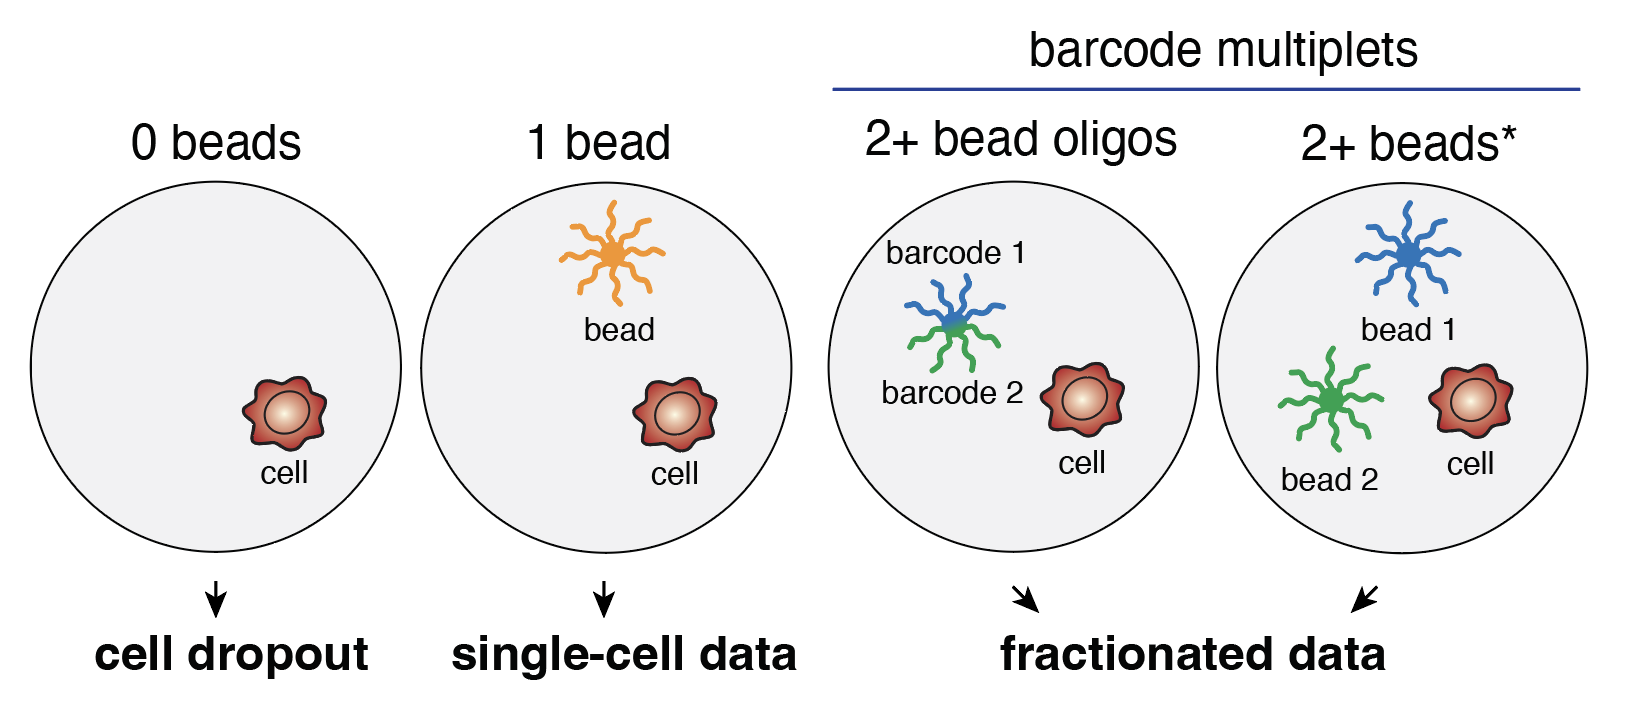 barcode multiplets
0 beads
1 bead
2+ bead oligos
2+ beads*
bead
cell
cell
barcode 1
barcode 2
cell
bead 1
bead 2
cell
cell dropout
single-cell data
fractionated data